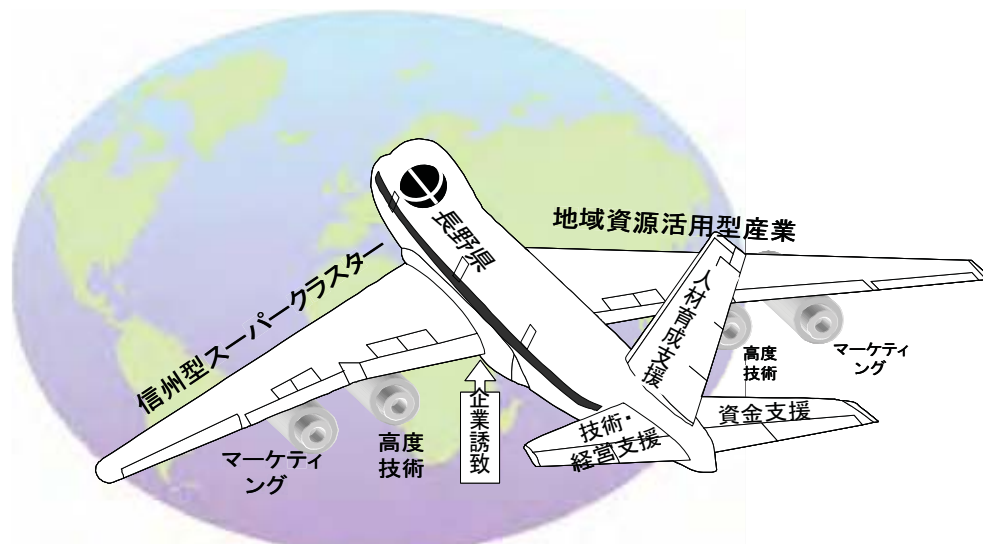 長野県
地域資源活用型産業
信州型スーパークラスター
人材育成支援
高度
技術
マーケティ
ング
資金支援
技術・
経営支援
企業誘致
高度
技術
マーケティ
ング